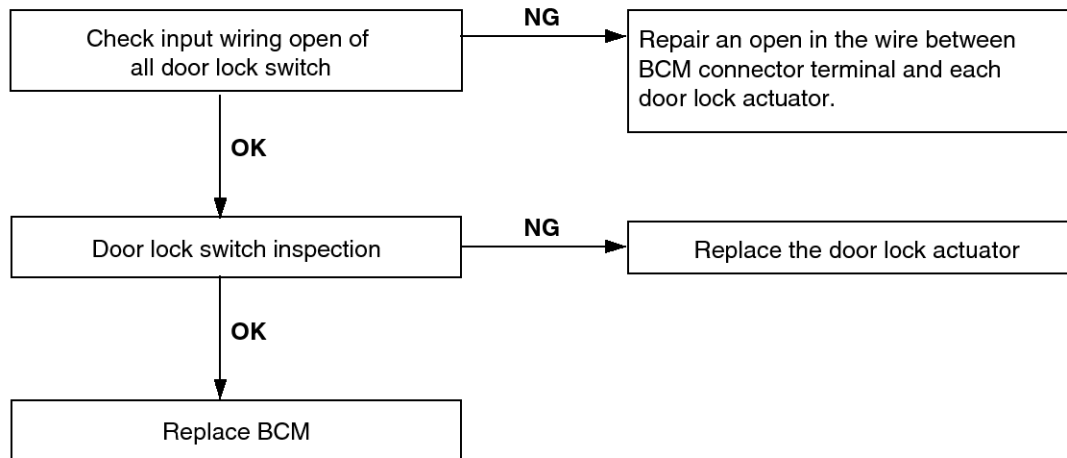 Check input wiring open of
all door lock switch
NG
Repair an open in the wire between
BCM connector terminal and each
door lock actuator.
OK
Door lock switch inspection
NG
Replace the door lock actuator
OK
Replace BCM